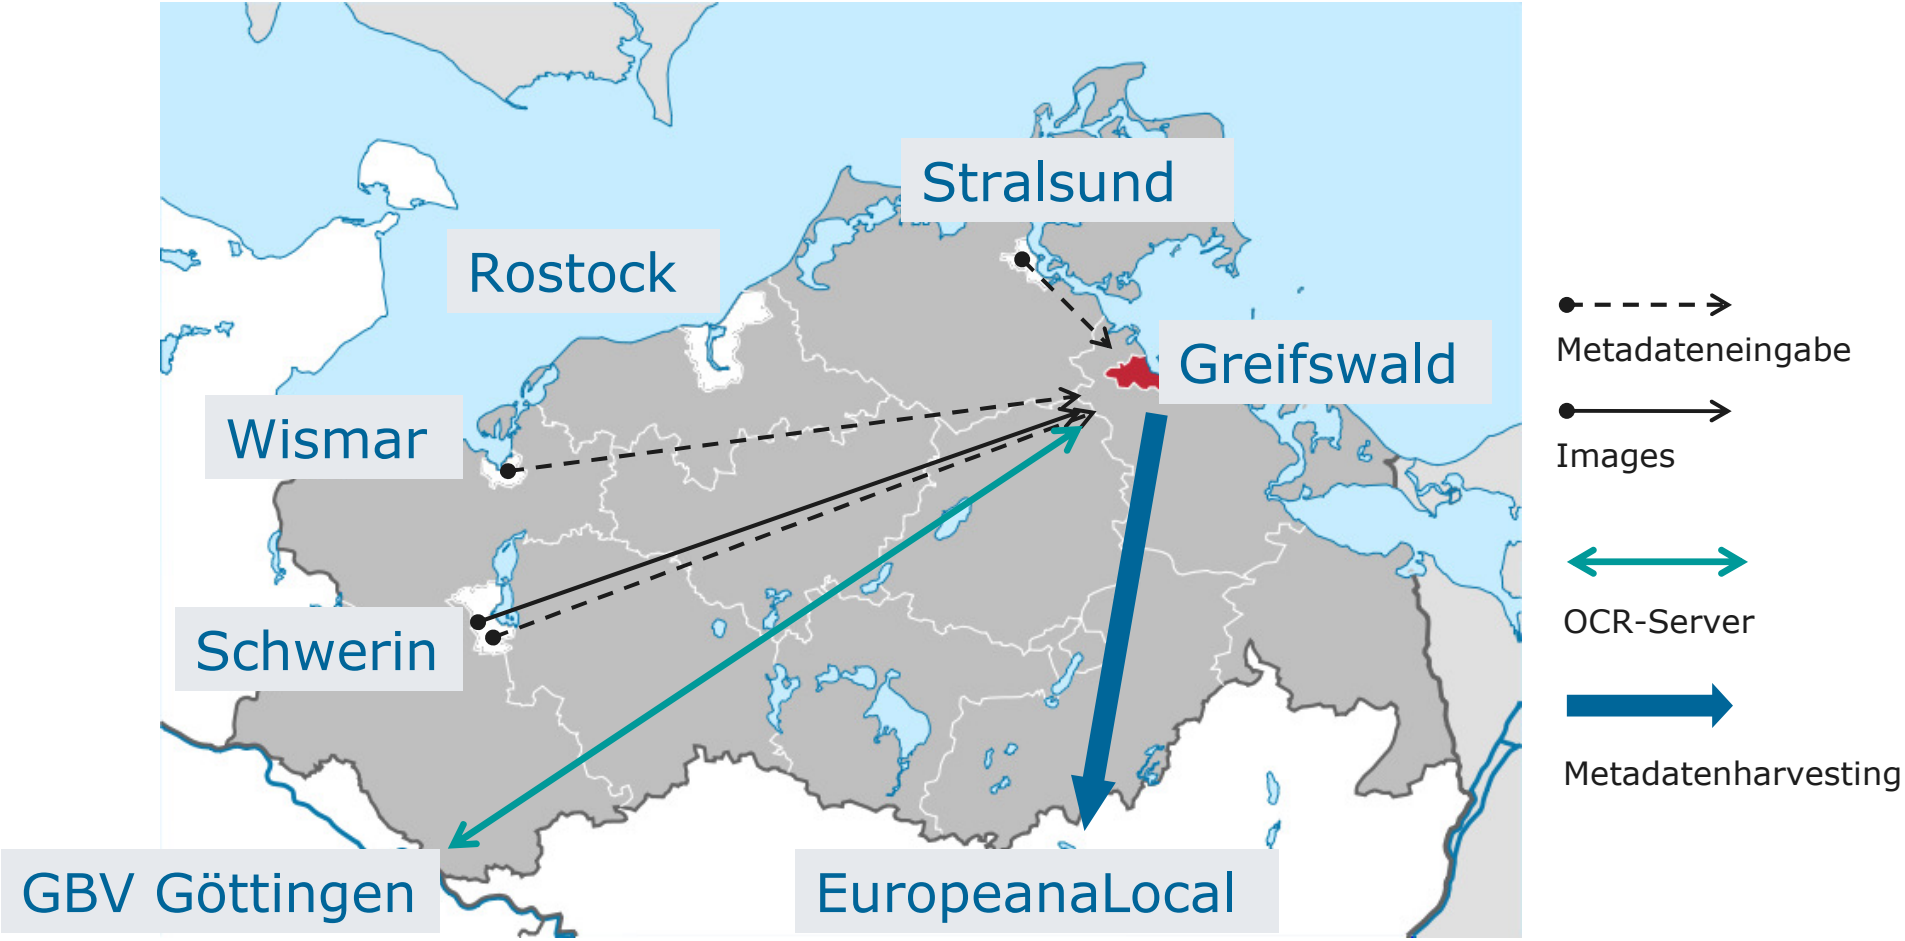 Stralsund
Rostock
Greifswald
Wismar
Schwerin
GBV Göttingen
EuropeanaLocal
Metadateneingabe
Images
OCR-Server
Metadatenharvesting